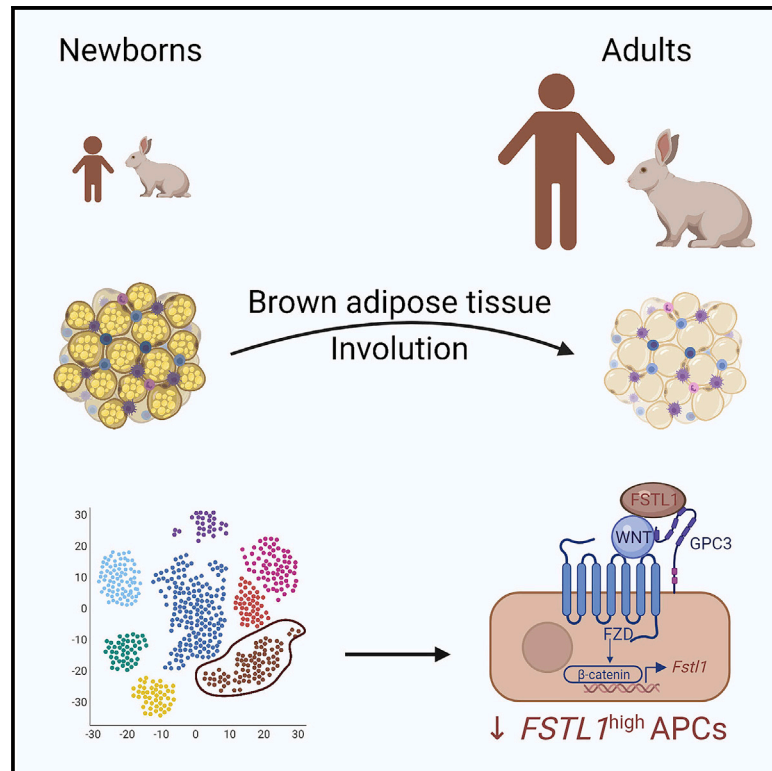 Newborns
Adults
Brown adipose tissue
Involution
30
20
10
0
-10
-20
-30
-30 -20 -10 0 10 20 30
FSTL1
WNT
GPC3
FZD
β-catenin
Fstl1
↓ FSTL1high APCs